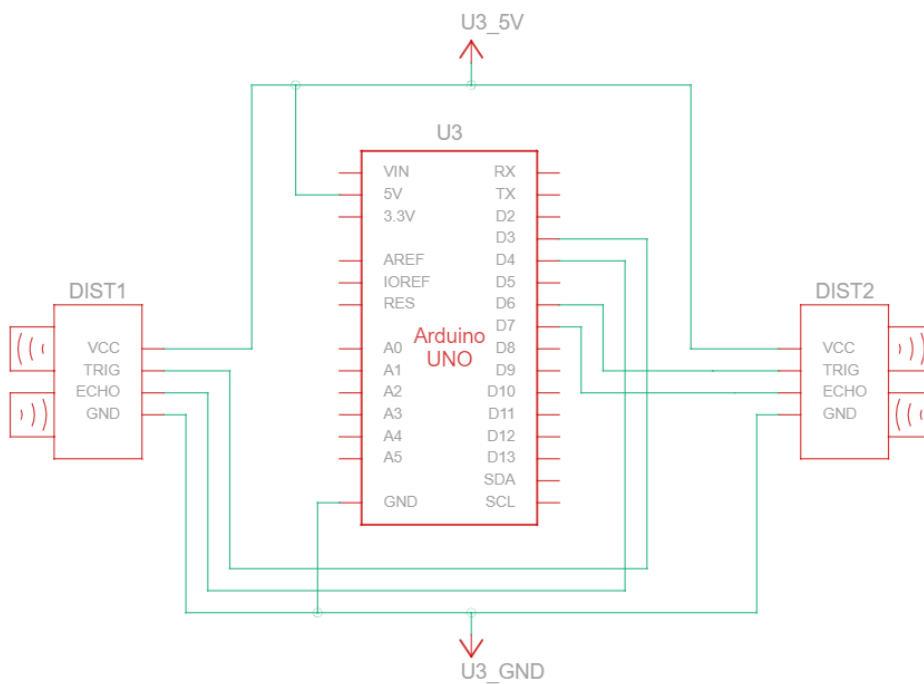 U3_5V
U3
VIN RX
5V TX
3.3V D2
D3
AREF D4
IOREF D5
RES D6
D7
A0 D8
A1 D9
A2 D10
A3 D11
A4 D12
A5 D13
SDA
GND SCL
Arduino
UNO
DIST1
VCC
TRIG
ECHO
GND
DIST2
VCC
TRIG
ECHO
GND
U3_GND